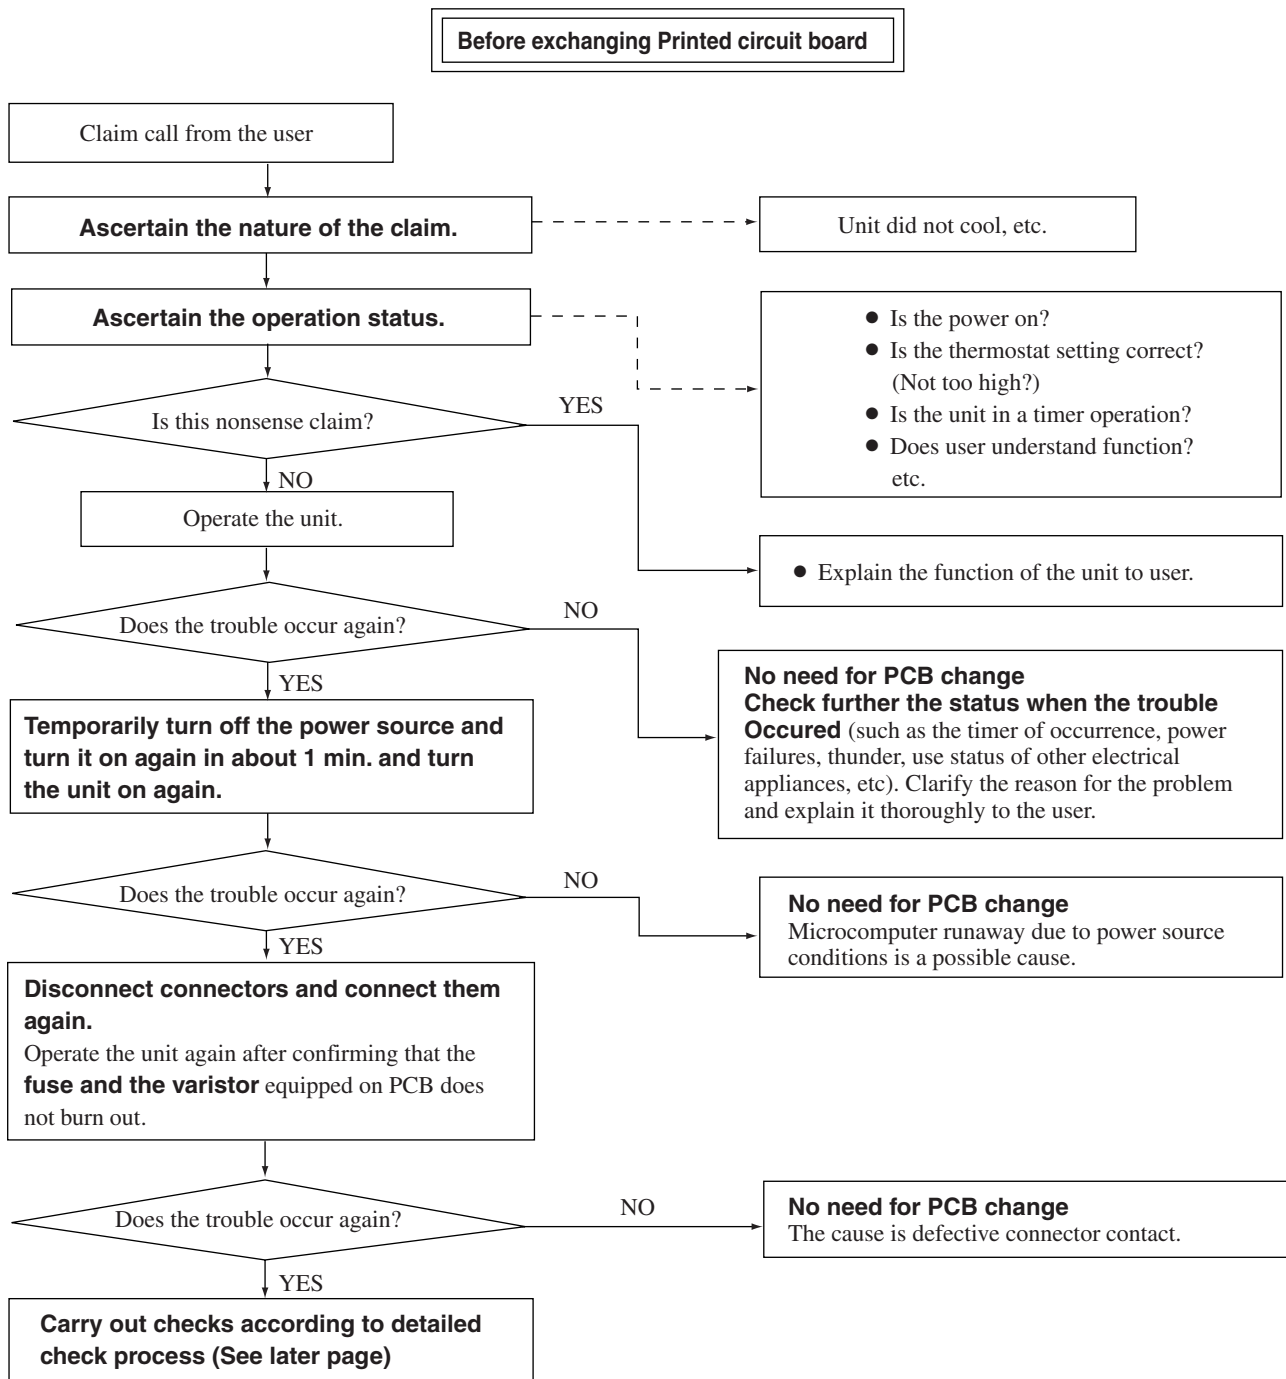 Before exchanging Printed circuit board
Claim call from the user
Ascertain the nature of the claim.
Unit did not cool, etc.
Ascertain the operation status.
● Is the power on?
● Is the thermostat setting correct?
(Not too high?)
● Is the unit in a timer operation?
● Does user understand function?
etc.
Is this nonsense claim?
YES
NO
Operate the unit.
● Explain the function of the unit to user.
Does the trouble occur again?
NO
YES
No need for PCB change
Check further the status when the trouble
Occured (such as the timer of occurrence, power
failures, thunder, use status of other electrical
appliances, etc). Clarify the reason for the problem
and explain it thoroughly to the user.
Temporarily turn off the power source and
turn it on again in about 1 min. and turn
the unit on again.
Does the trouble occur again?
NO
YES
No need for PCB change
Microcomputer runaway due to power source
conditions is a possible cause.
Disconnect connectors and connect them
again.
Operate the unit again after confirming that the
fuse and the varistor equipped on PCB does
not burn out.
Does the trouble occur again?
NO
YES
No need for PCB change
The cause is defective connector contact.
Carry out checks according to detailed
check process (See later page)